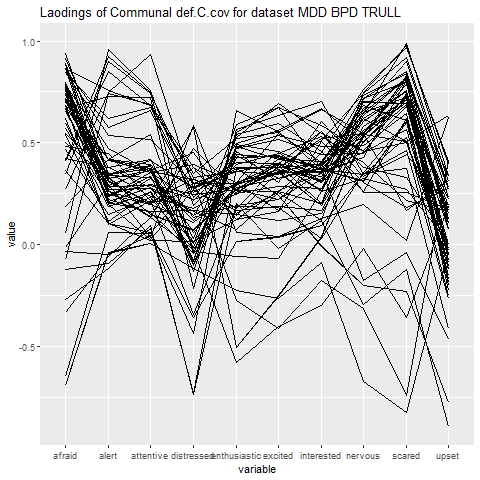 Laodings of Communal def.C.cov for dataset MDD BPD TRULL
1.0
0.5
0.0
-0.5
value
afraid alert attentive distressed enthusiastic excited interested nervous scared upset
variable